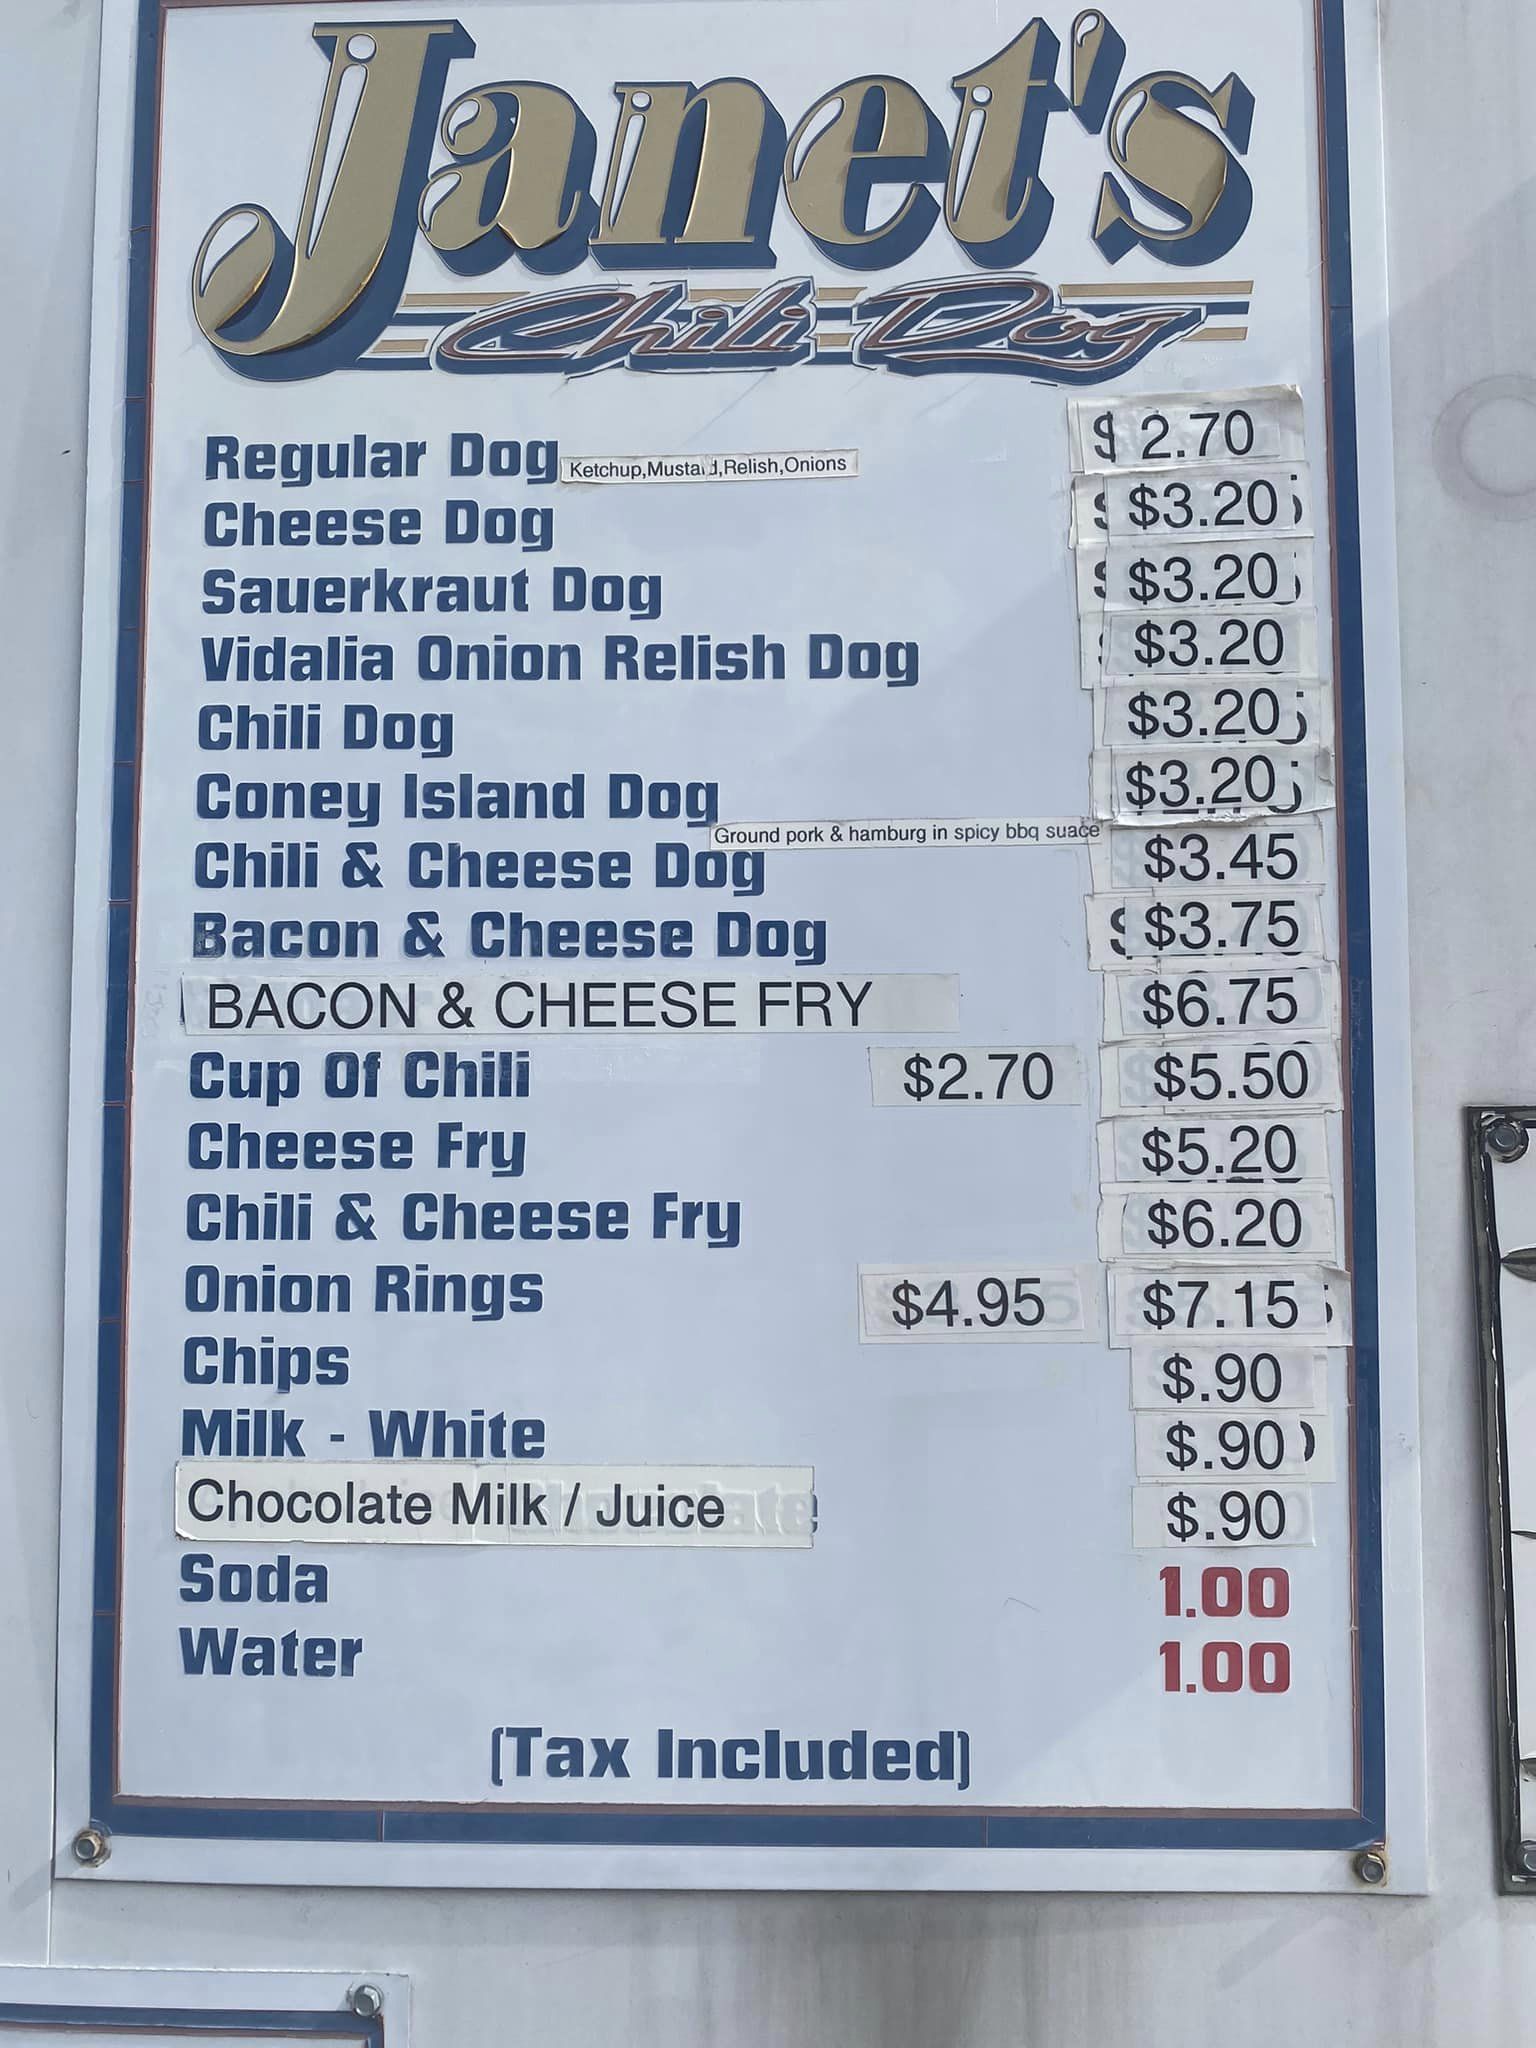 Janet's
Chili Dog
Regular Dog Ketchup,Mustard,Relish,Onions $ 2.70
Cheese Dog $3.20
Sauerkraut Dog $3.20
Vidalia Onion Relish Dog $3.20
Chili Dog $3.20
Coney Island Dog $3.20
Ground pork & hamburg in spicy bbq suace
Chili & Cheese Dog $3.45
Bacon & Cheese Dog $3.75
BACON & CHEESE FRY $6.75
Cup Of Chili $2.70 $5.50
Cheese Fry $5.20
Chili & Cheese Fry $6.20
Onion Rings $4.95 $7.15
Chips $.90
Milk - White $.90
Chocolate Milk / Juice $.90
Soda 1.00
Water 1.00
(Tax Included)